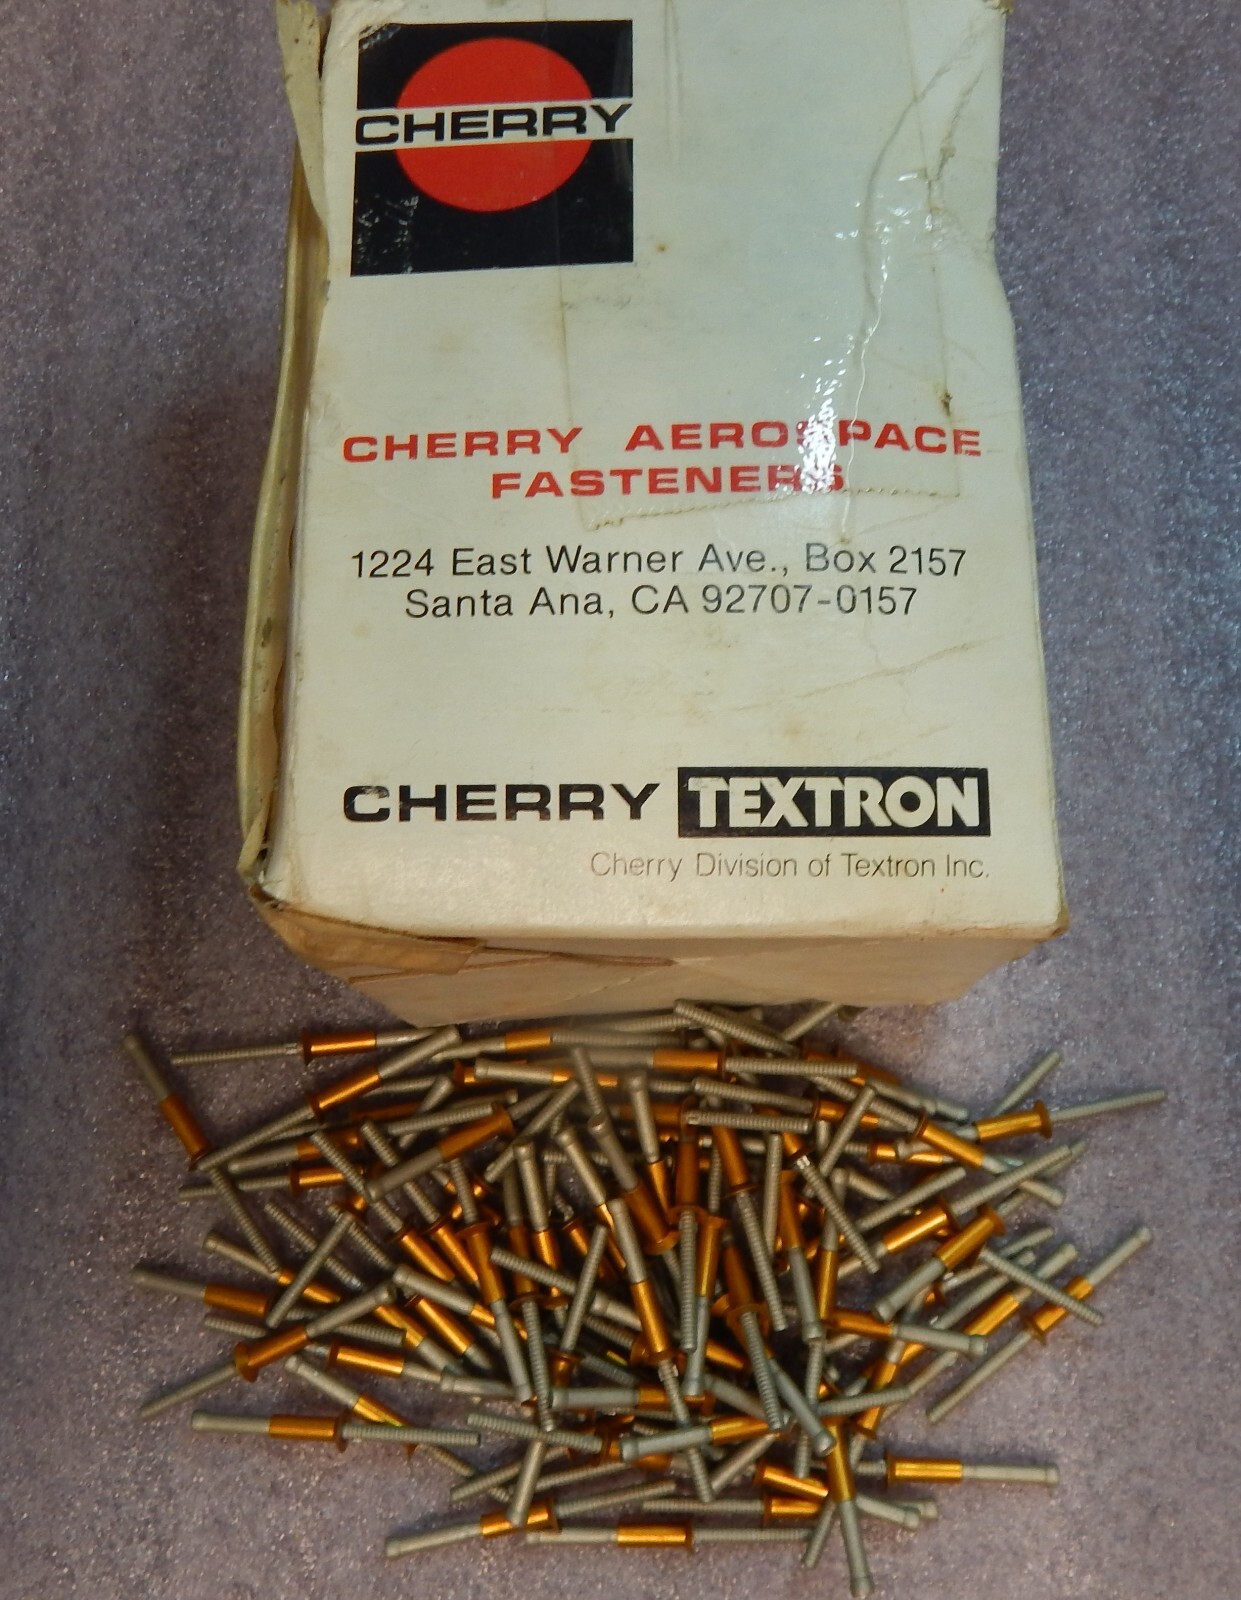 CHERRY
CHERRY AEROSPACE
FASTENERS
1224 East Warner Ave., Box 2157
Santa Ana, CA 92707-0157
CHERRY TEXTRON
Cherry Division of Textron Inc.